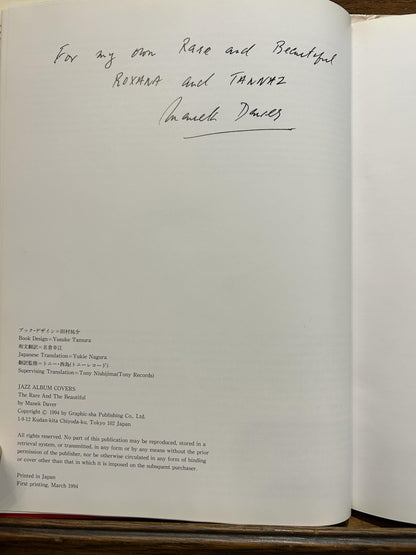 For my own Rare and Beautiful
ROXANA and TANNAZ
Manek Daver
ブック・デザイン=田村祐介
Book Design=Yusuke Tamura
和文翻訳=名倉幸江
Japanese Translation=Yukie Nagura
翻訳監修=トニー・西島(トニーレコード)
Supervising Translation=Tony Nishijima(Tony Records)
JAZZ ALBUM COVERS
The Rare And The Beautiful
by Manek Daver
Copyright © 1994 by Graphic-sha Publishing Co., Ltd.
1-9-12 Kudan-kita Chiyoda-ku, Tokyo 102 Japan
All rights reserved. No part of this publication may be reproduced, stored in a
retrieval system, or transmitted, in any form or by any means without the prior
permission of the publisher, nor be otherwise circulated in any form of binding
or cover other than that in which it is imposed on the subsquent purchaser.
Printed in Japan
First printing, March 1994